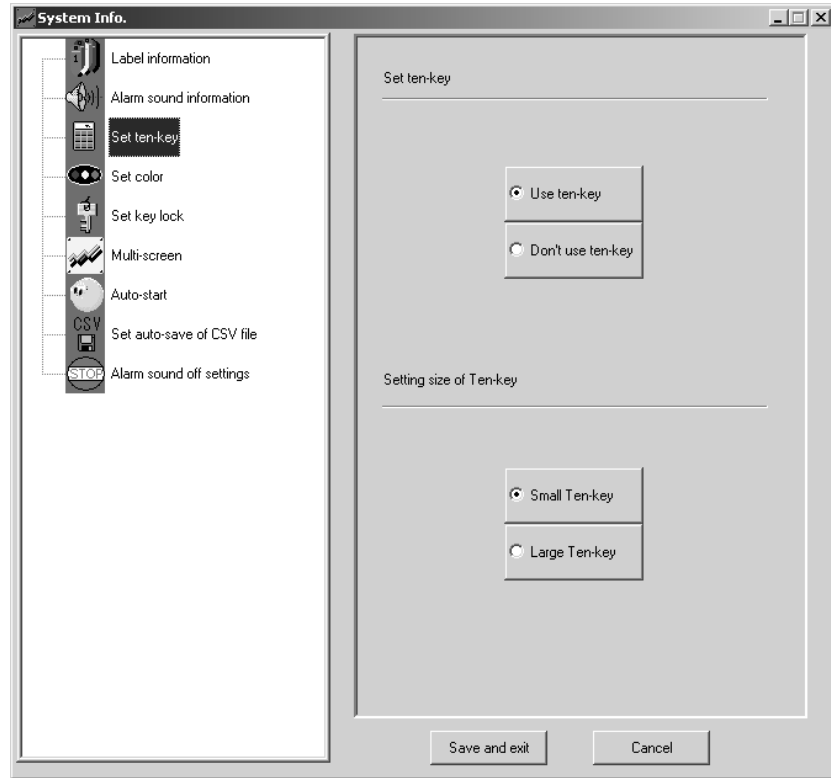 System Info.
Label information
Alarm sound information
Set ten-key
Set color
Set key lock
Multi-screen
Auto-start
CSV
Set auto-save of CSV file
STOP
Alarm sound off settings
Set ten-key
Use ten-key
Don't use ten-key
Setting size of Ten-key
Small Ten-key
Large Ten-key
Save and exit
Cancel